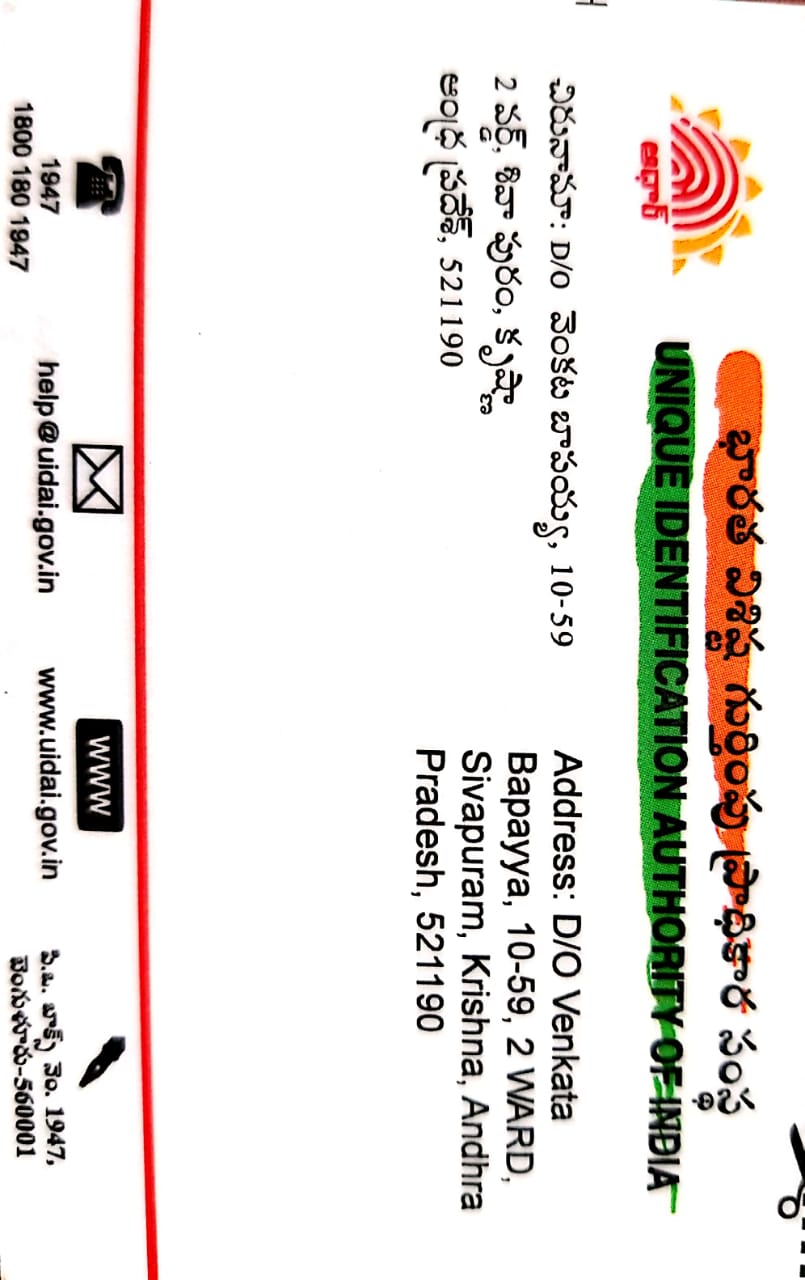 భారత విశిష్ట గుర్తింపు ప్రాధికార సంస్థ
UNIQUE IDENTIFICATION AUTHORITY OF INDIA
ఆధార్
చిరునామా: D/O వెంకట బాపయ్య, 10-59
2 వర్డ్, శివా పురం, కృష్ణా
ఆంధ్ర ప్రదేశ్, 521190
Address: D/O Venkata
Bapayya, 10-59, 2 WARD,
Sivapuram, Krishna, Andhra
Pradesh, 521190
1947
1800 180 1947
help@uidai.gov.in
WWW
www.uidai.gov.in
పి.ఒ. బాక్స్ నెం. 1947,
బెంగుళూరు-560001